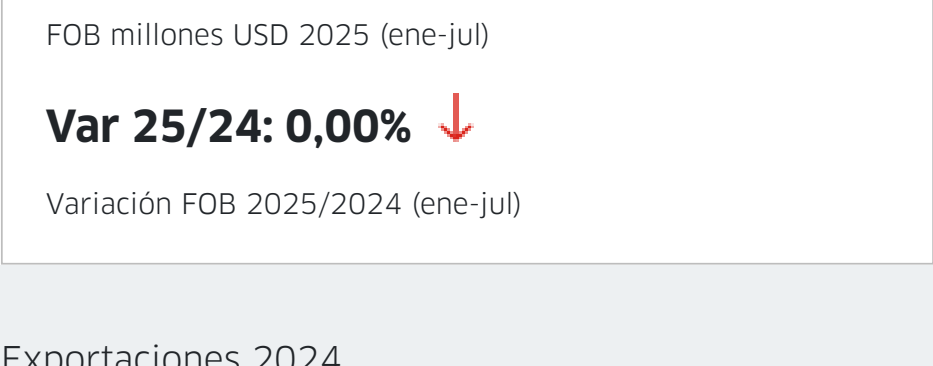 FOB millones USD 2025 (ene-jul)
Var 25/24: 0,00%
Variación FOB 2025/2024 (ene-jul)
Exportaciones 2024